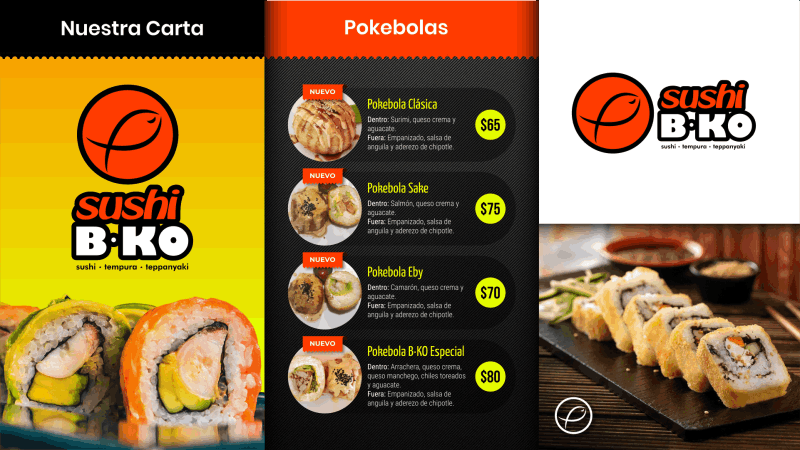 Nuestra Carta
sushi
B·KO
sushi · tempura · teppanyaki
Pokebolas
NUEVO
Pokebola Clásica
Dentro: Surimi, queso crema y
aguacate.
Fuera: Empanizado, salsa de
anguila y aderezo de chipotle.
$65
NUEVO
Pokebola Sake
Dentro: Salmón, queso crema y
aguacate.
Fuera: Empanizado, salsa de
anguila y aderezo de chipotle.
$75
NUEVO
Pokebola Eby
Dentro: Camarón, queso crema y
aguacate.
Fuera: Empanizado, salsa de
anguila y aderezo de chipotle.
$70
NUEVO
Pokebola B-KO Especial
Dentro: Arrachera, queso crema,
queso manchego, chiles toreados
y aguacate.
Fuera: Empanizado, salsa de
anguila y aderezo de chipotle.
$80
sushi
B·KO
sushi · tempura · teppanyaki